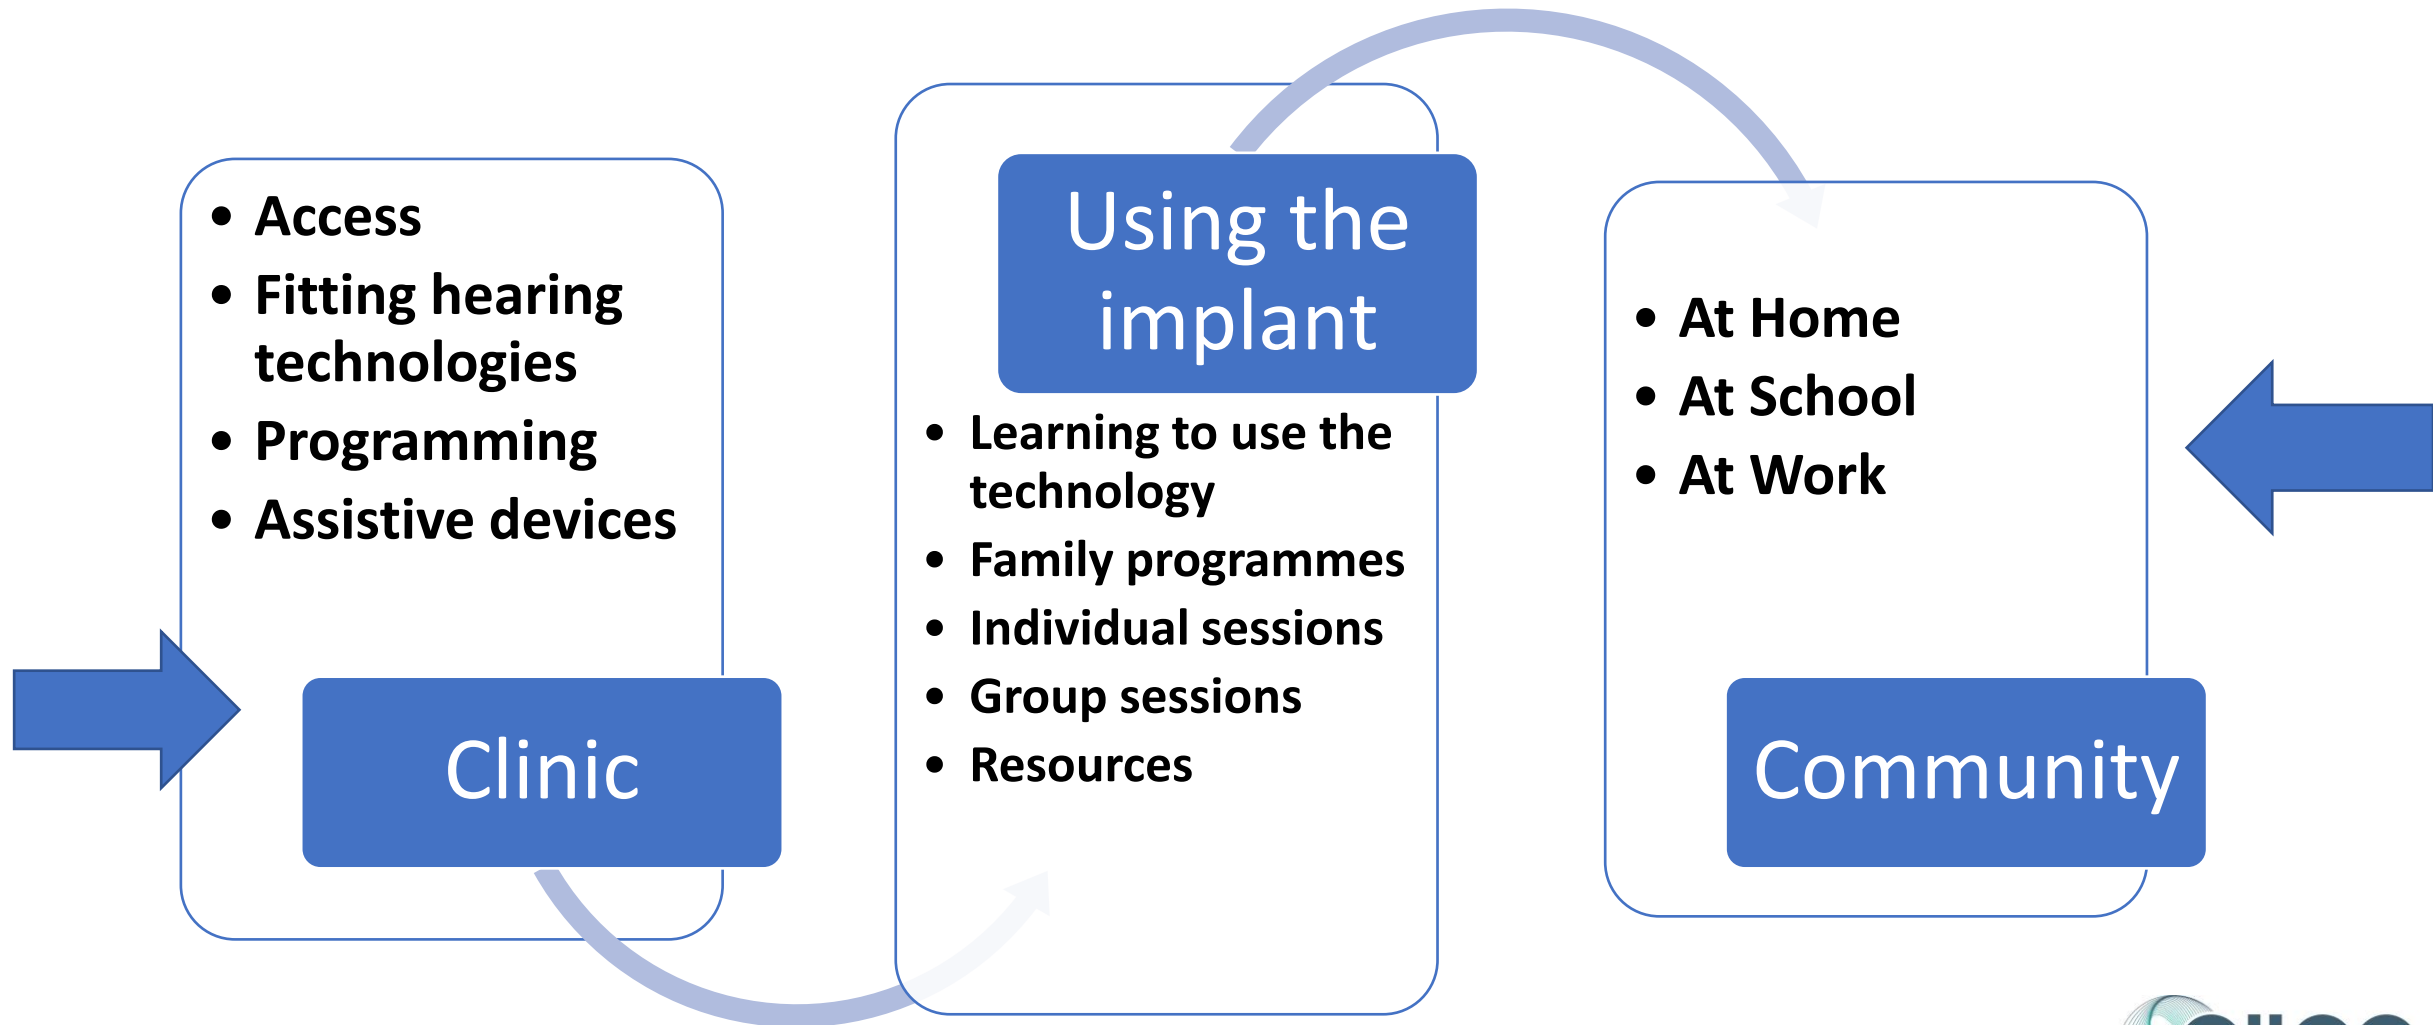 • Access
• Fitting hearing
technologies
• Programming
• Assistive devices
Clinic
Using the
implant
• Learning to use the
technology
• Family programmes
• Individual sessions
• Group sessions
• Resources
• At Home
• At School
• At Work
Community